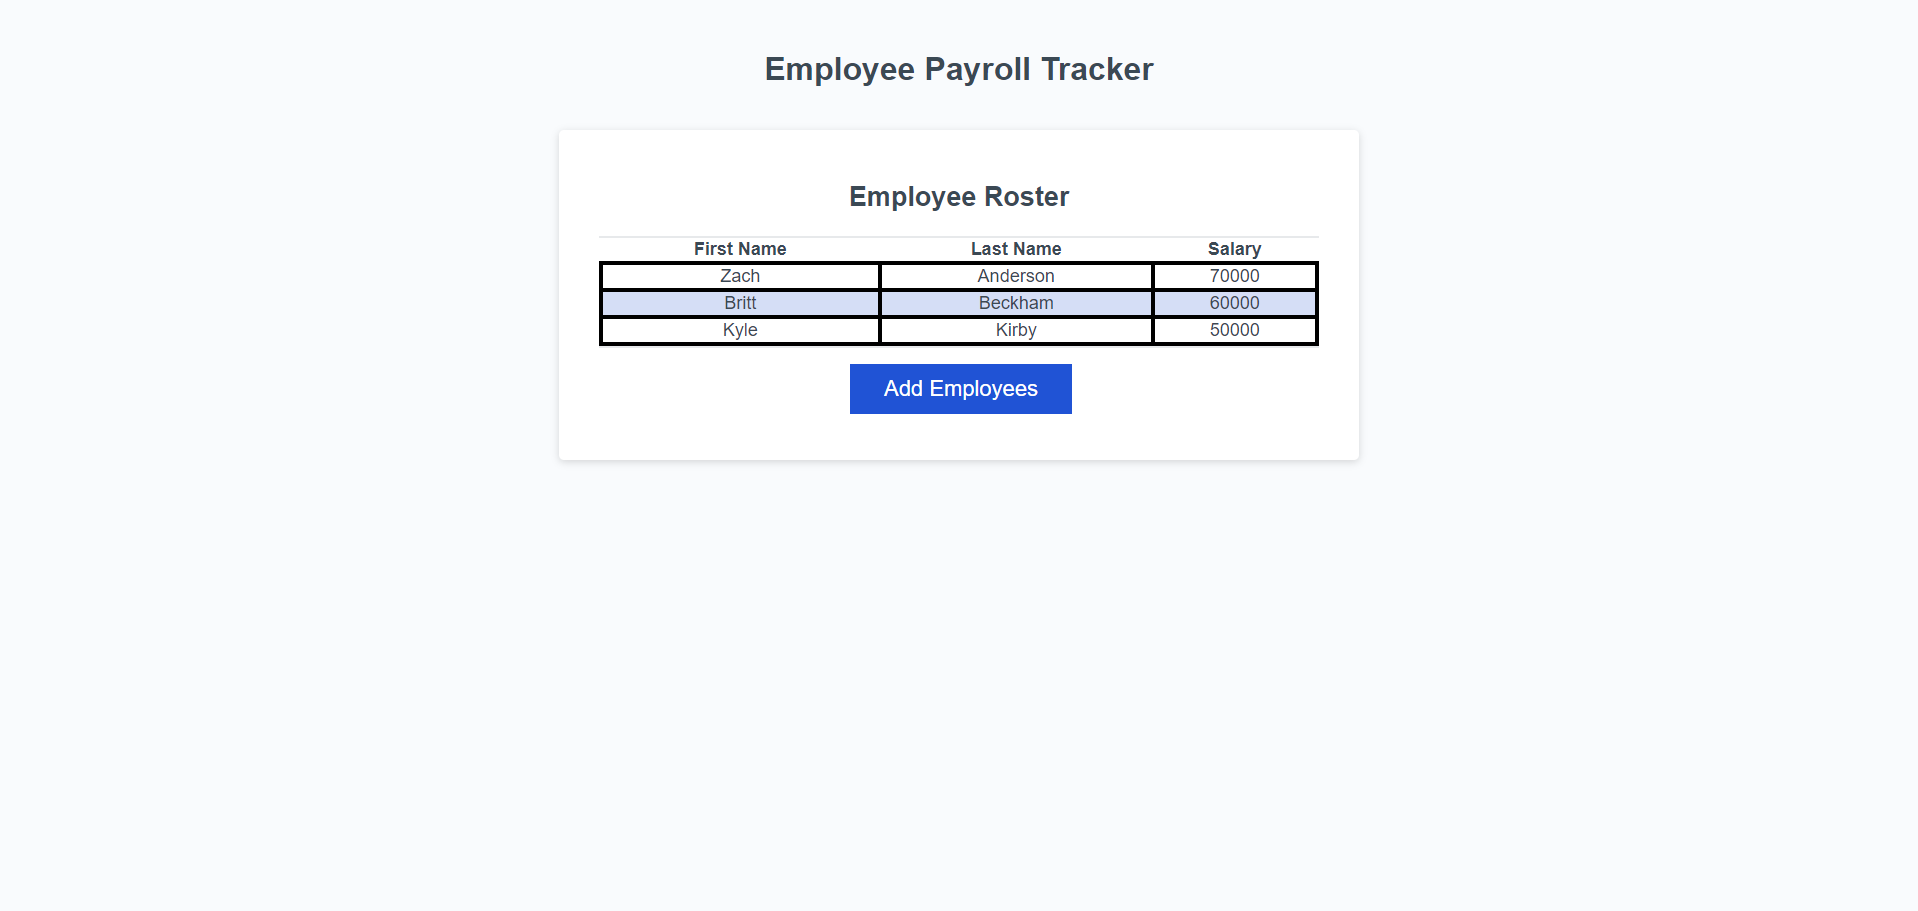 Employee Payroll Tracker
Employee Roster
First Name Last Name Salary
Zach Anderson 70000
Britt Beckham 60000
Kyle Kirby 50000
Add Employees